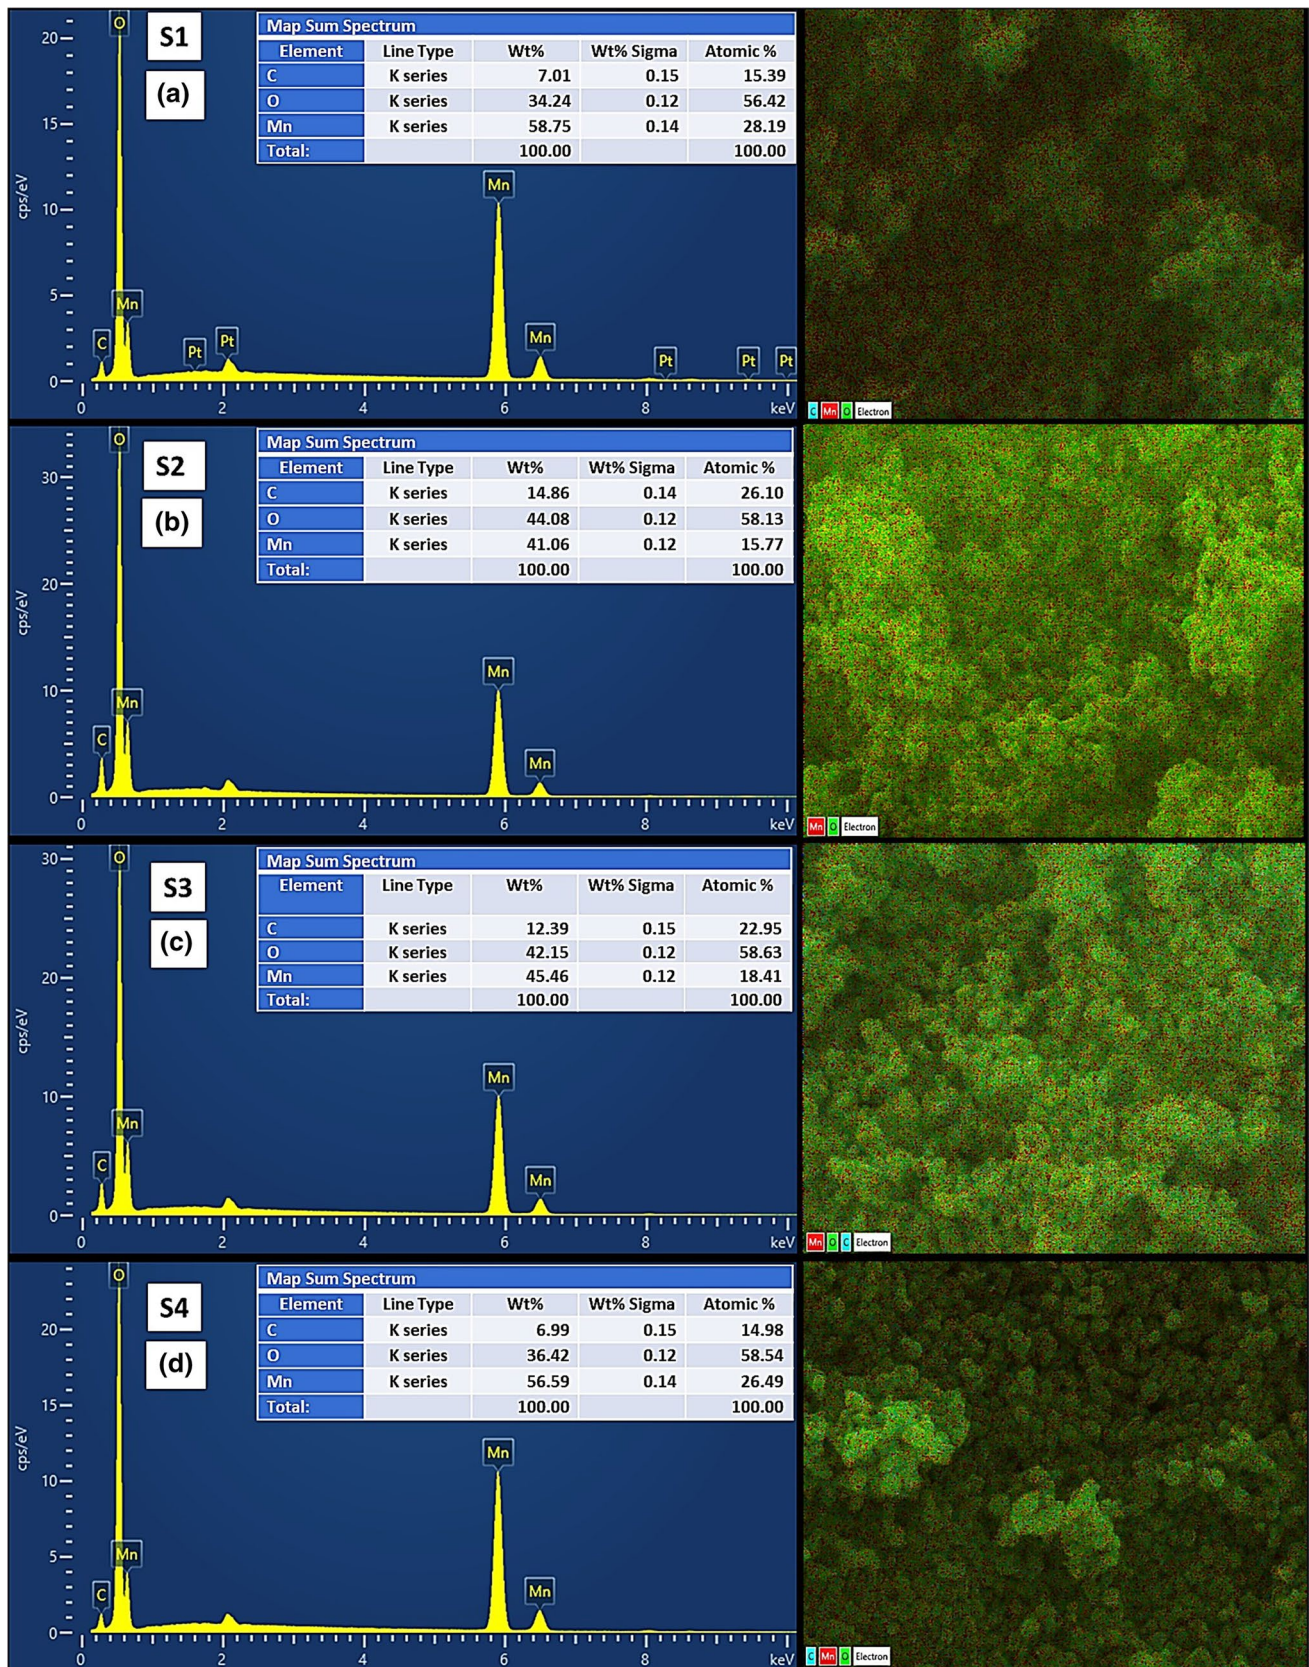 S1
(a)
Map Sum Spectrum
Element Line Type Wt% Wt% Sigma Atomic %
C K series 7.01 0.15 15.39
O K series 34.24 0.12 56.42
Mn K series 58.75 0.14 28.19
Total: 100.00 100.00
cps/eV
20
15
10
5
0
O
Mn
C
Pt
Pt
Mn
Mn
Pt
Pt
Pt
0 2 4 6 8 keV
C Mn O Electron
S2
(b)
Map Sum Spectrum
Element Line Type Wt% Wt% Sigma Atomic %
C K series 14.86 0.14 26.10
O K series 44.08 0.12 58.13
Mn K series 41.06 0.12 15.77
Total: 100.00 100.00
cps/eV
30
20
10
0
O
Mn
C
Mn
Mn
0 2 4 6 8 keV
Mn O Electron
S3
(c)
Map Sum Spectrum
Element Line Type Wt% Wt% Sigma Atomic %
C K series 12.39 0.15 22.95
O K series 42.15 0.12 58.63
Mn K series 45.46 0.12 18.41
Total: 100.00 100.00
cps/eV
30
20
10
0
O
Mn
C
Mn
Mn
0 2 4 6 8 keV
Mn O C Electron
S4
(d)
Map Sum Spectrum
Element Line Type Wt% Wt% Sigma Atomic %
C K series 6.99 0.15 14.98
O K series 36.42 0.12 58.54
Mn K series 56.59 0.14 26.49
Total: 100.00 100.00
cps/eV
20
15
10
5
0
O
Mn
C
Mn
Mn
0 2 4 6 8 keV
C Mn O Electron